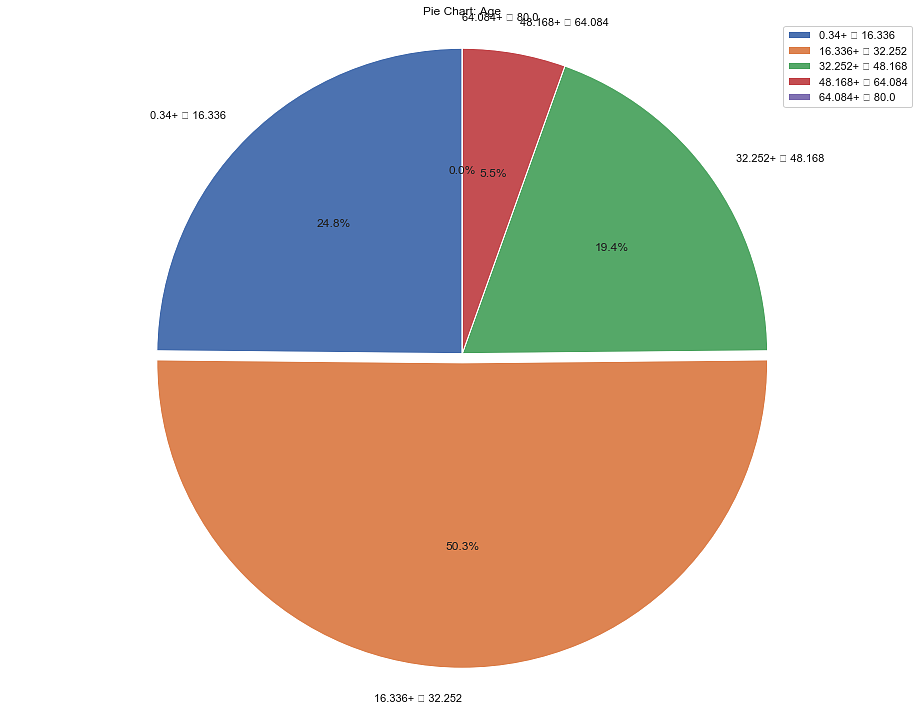 Pie Chart: Age
64.084+ □ 80.0
48.168+ □ 64.084
0.34+ □ 16.336
16.336+ □ 32.252
32.252+ □ 48.168
48.168+ □ 64.084
64.084+ □ 80.0
0.34+ □ 16.336
32.252+ □ 48.168
0.0%
5.5%
24.8%
19.4%
50.3%
16.336+ □ 32.252